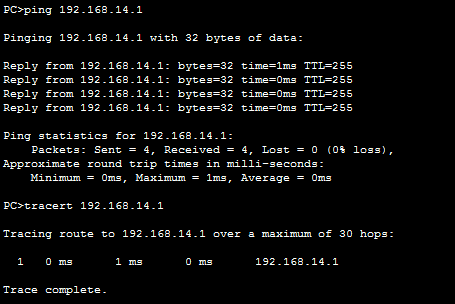 PC>ping 192.168.14.1
Pinging 192.168.14.1 with 32 bytes of data:
Reply from 192.168.14.1: bytes=32 time=1ms TTL=255
Reply from 192.168.14.1: bytes=32 time=0ms TTL=255
Reply from 192.168.14.1: bytes=32 time=0ms TTL=255
Reply from 192.168.14.1: bytes=32 time=0ms TTL=255
Ping statistics for 192.168.14.1:
Packets: Sent = 4, Received = 4, Lost = 0 (0% loss),
Approximate round trip times in milli-seconds:
Minimum = 0ms, Maximum = 1ms, Average = 0ms
PC>tracert 192.168.14.1
Tracing route to 192.168.14.1 over a maximum of 30 hops:
1 0 ms 1 ms 0 ms 192.168.14.1
Trace complete.